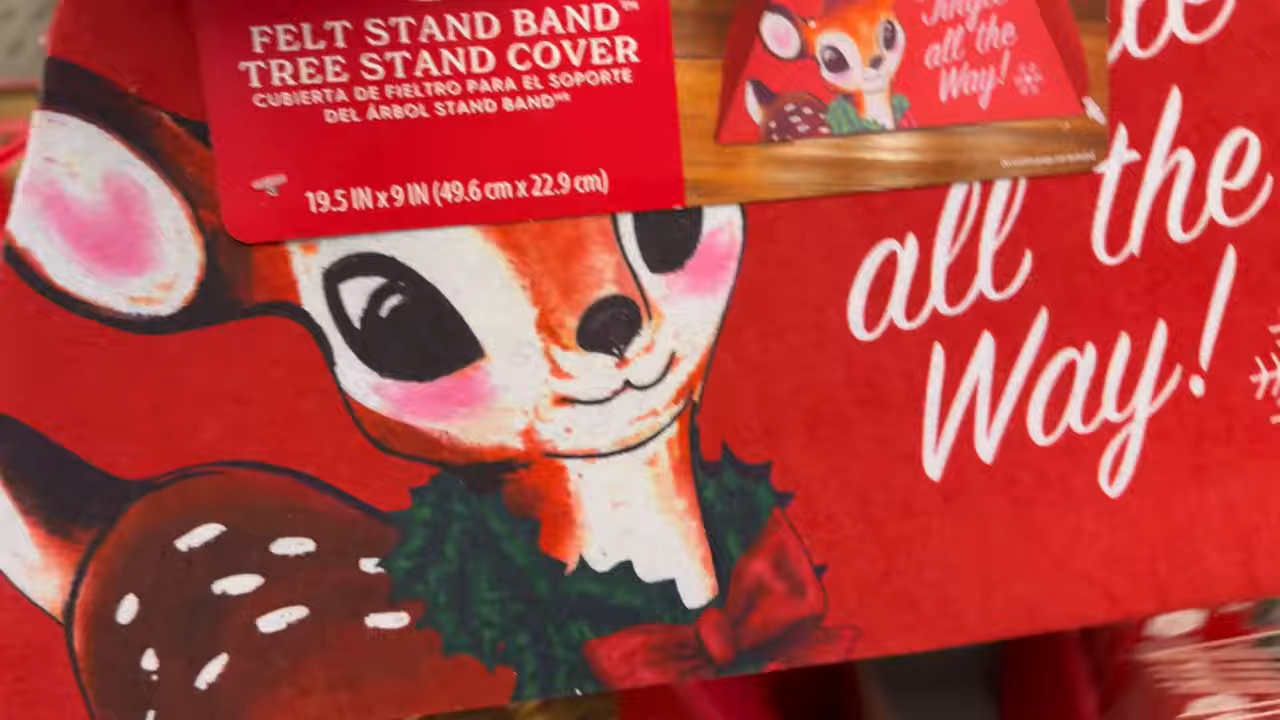 FELT STAND BAND™
TREE STAND COVER
CUBIERTA DE FIELTRO PARA EL SOPORTE
DEL ÁRBOL STAND BAND™
19.5 IN x 9 IN (49.6 cm x 22.9 cm)
Jingle
all the
Way!
all the
Way!